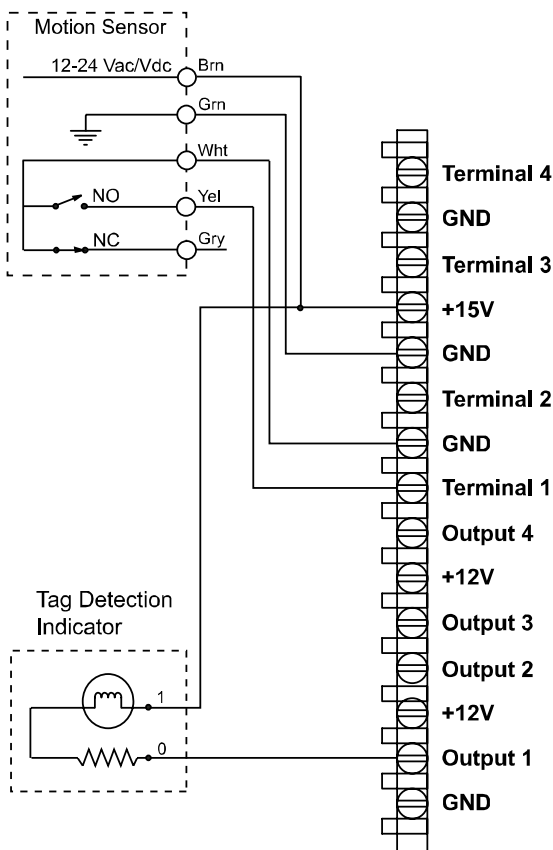 Motion Sensor
12-24 Vac/Vdc
Brn
Grn
Wht
NO
Yel
NC
Gry
Terminal 4
GND
Terminal 3
+15V
GND
Terminal 2
GND
Terminal 1
Output 4
+12V
Output 3
Output 2
+12V
Output 1
GND
Tag Detection
Indicator
1
0